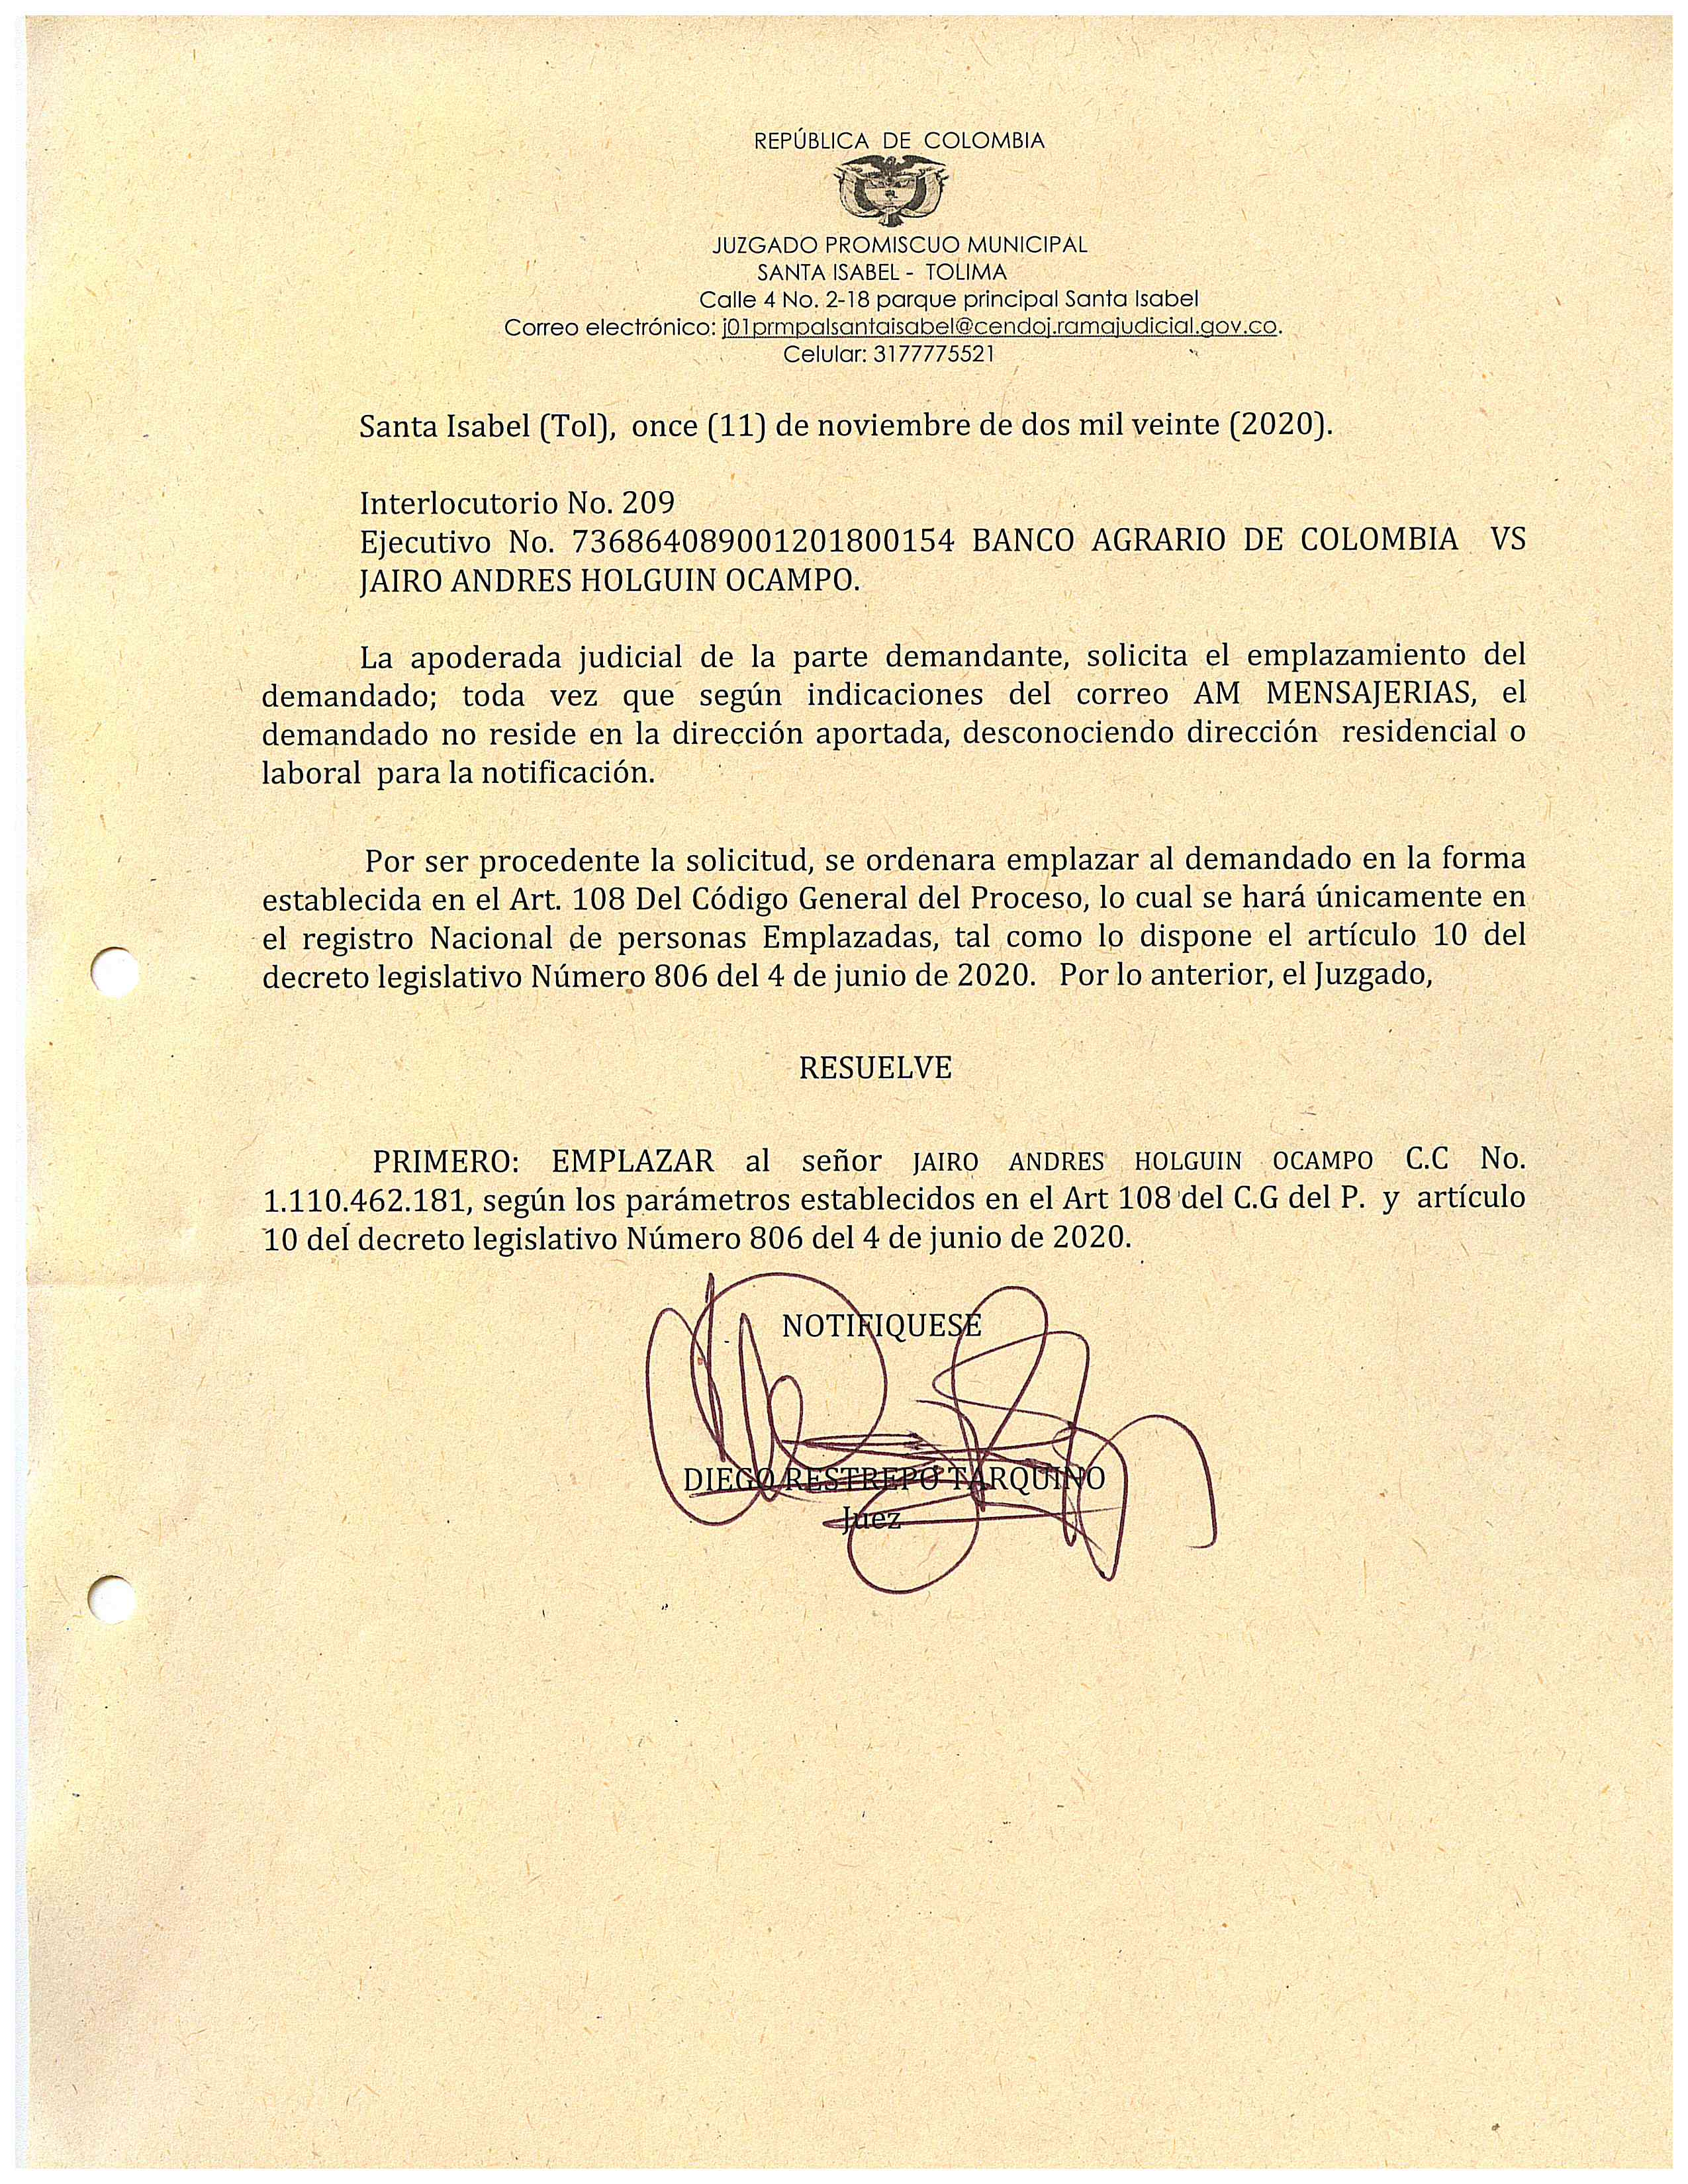 REPÚBLICA DE COLOMBIA
JUZGADO PROMISCUO MUNICIPAL
SANTA ISABEL - TOLIMA
Calle 4 No. 2-18 parque principal Santa Isabel
Correo electrónico: j01prmpalsantaisabel@cendoj.ramajudicial.gov.co.
Celular: 3177775521
Santa Isabel (Tol), once (11) de noviembre de dos mil veinte (2020).
Interlocutorio No. 209
Ejecutivo No. 736864089001201800154 BANCO AGRARIO DE COLOMBIA VS
JAIRO ANDRES HOLGUIN OCAMPO.
La apoderada judicial de la parte demandante, solicita el emplazamiento del
demandado; toda vez que según indicaciones del correo AM MENSAJERIAS, el
demandado no reside en la dirección aportada, desconociendo dirección residencial o
laboral para la notificación.
Por ser procedente la solicitud, se ordenara emplazar al demandado en la forma
establecida en el Art. 108 Del Código General del Proceso, lo cual se hará únicamente en
el registro Nacional de personas Emplazadas, tal como lo dispone el artículo 10 del
decreto legislativo Número 806 del 4 de junio de 2020. Por lo anterior, el Juzgado,
RESUELVE
PRIMERO: EMPLAZAR al señor JAIRO ANDRES HOLGUIN OCAMPO C.C No.
1.110.462.181, según los parámetros establecidos en el Art 108 del C.G del P. y artículo
10 del decreto legislativo Número 806 del 4 de junio de 2020.
NOTIFIQUESE
DIEGO RESTREPO TARQUINO
Juez